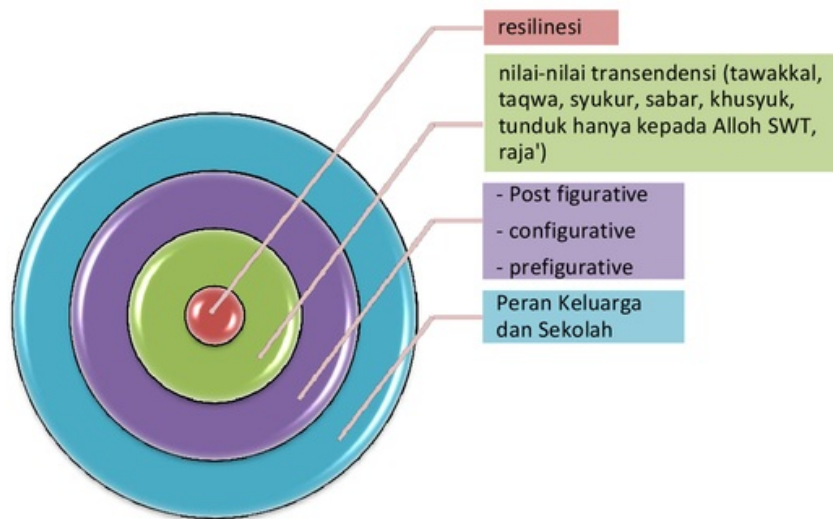 resilinesi
nilai-nilai transendensi (tawakkal,
taqwa, syukur, sabar, khusyuk,
tunduk hanya kepada Alloh SWT,
raja')
- Post figurative
- configurative
- prefigurative
Peran Keluarga
dan Sekolah